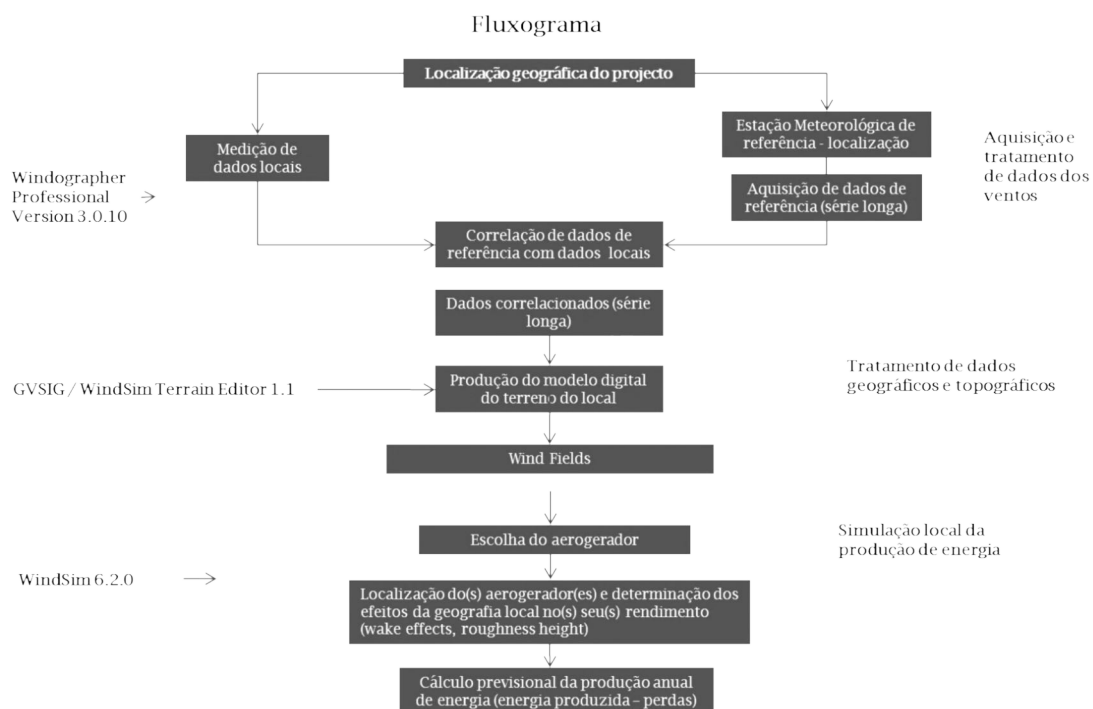 Fluxograma
Localização geográfica do projecto
Medição de
dados locais
Estação Meteorológica de
referência - localização
Aquisição e
tratamento
de dados dos
ventos
Windographer
Professional
Version 3.0.10
Aquisição de dados de
referência (série longa)
Correlação de dados de
referência com dados locais
Dados correlacionados (série
longa)
GVSIG / WindSim Terrain Editor 1.1
Produção do modelo digital
do terreno do local
Tratamento de dados
geográficos e topográficos
Wind Fields
Escolha do aerogerador
Simulação local da
produção de energia
WindSim 6.2.0
Localização do(s) aerogerador(es) e determinação dos
efeitos da geografia local no(s) seu(s) rendimento
(wake effects, roughness height)
Cálculo previsional da produção anual
de energia (energia produzida – perdas)